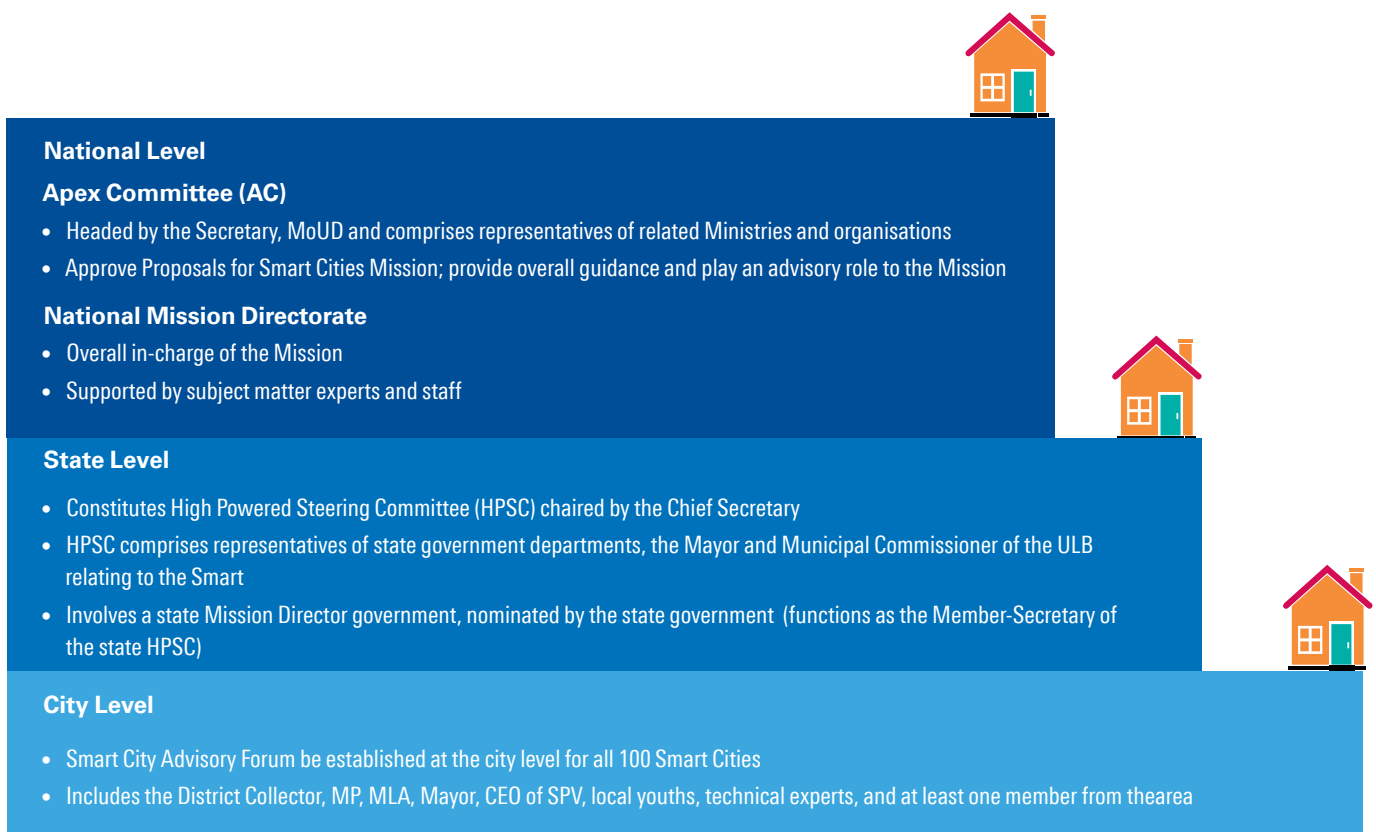 National Level
Apex Committee (AC)
• Headed by the Secretary, MoUD and comprises representatives of related Ministries and organisations
• Approve Proposals for Smart Cities Mission; provide overall guidance and play an advisory role to the Mission
National Mission Directorate
• Overall in-charge of the Mission
• Supported by subject matter experts and staff
State Level
• Constitutes High Powered Steering Committee (HPSC) chaired by the Chief Secretary
• HPSC comprises representatives of state government departments, the Mayor and Municipal Commissioner of the ULB
relating to the Smart
• Involves a state Mission Director government, nominated by the state government (functions as the Member-Secretary of
the state HPSC)
City Level
• Smart City Advisory Forum be established at the city level for all 100 Smart Cities
• Includes the District Collector, MP, MLA, Mayor, CEO of SPV, local youths, technical experts, and at least one member from thearea